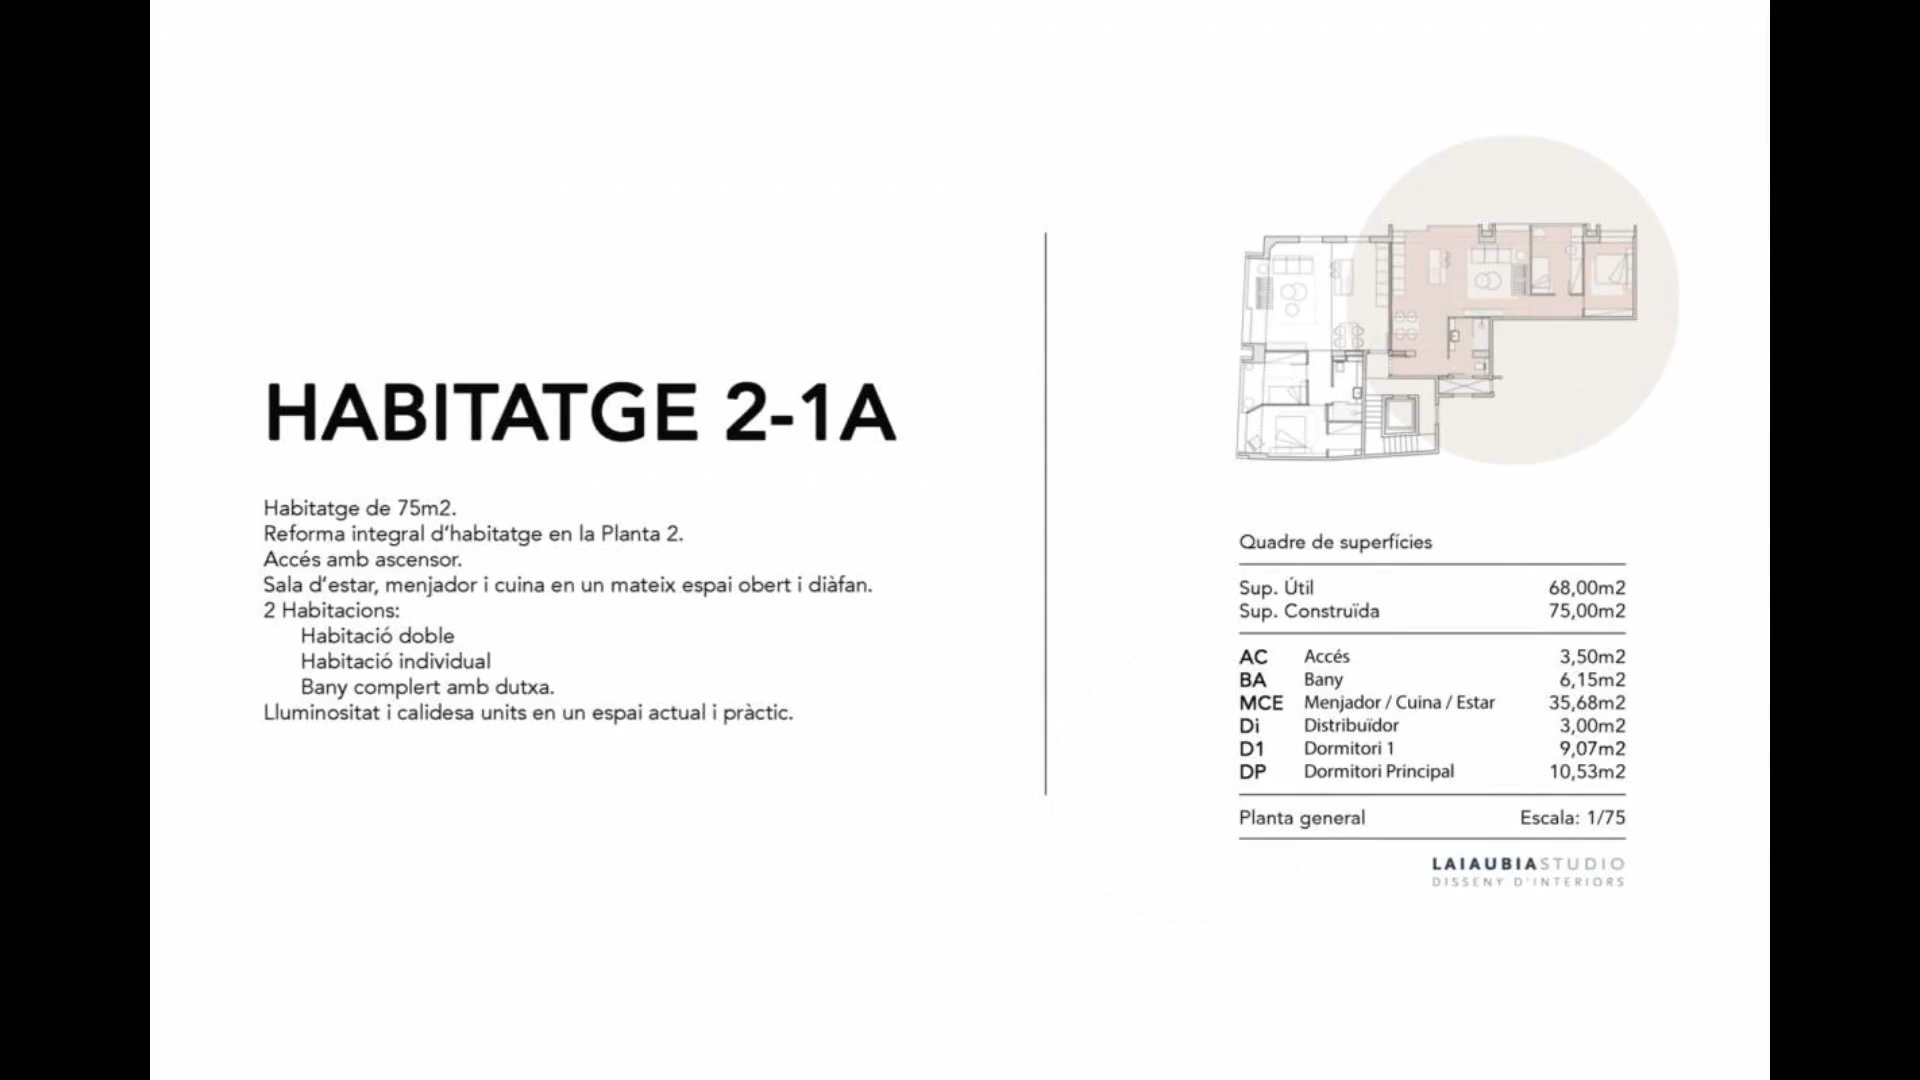 HABITATGE 2-1A
Habitatge de 75m2.
Reforma integral d'habitatge en la Planta 2.
Accés amb ascensor.
Sala d'estar, menjador i cuina en un mateix espai obert i diàfan.
2 Habitacions:
Habitació doble
Habitació individual
Bany complert amb dutxa.
Lluminositat i calidesa units en un espai actual i pràctic.
Quadre de superfícies
Sup. Útil 68,00m2
Sup. Construïda 75,00m2
AC Accés 3,50m2
BA Bany 6,15m2
MCE Menjador / Cuina / Estar 35,68m2
Di Distribuïdor 3,00m2
D1 Dormitori 1 9,07m2
DP Dormitori Principal 10,53m2
Planta general Escala: 1/75
LAIAUBIASTUDIO
DISSENY D'INTERIORS